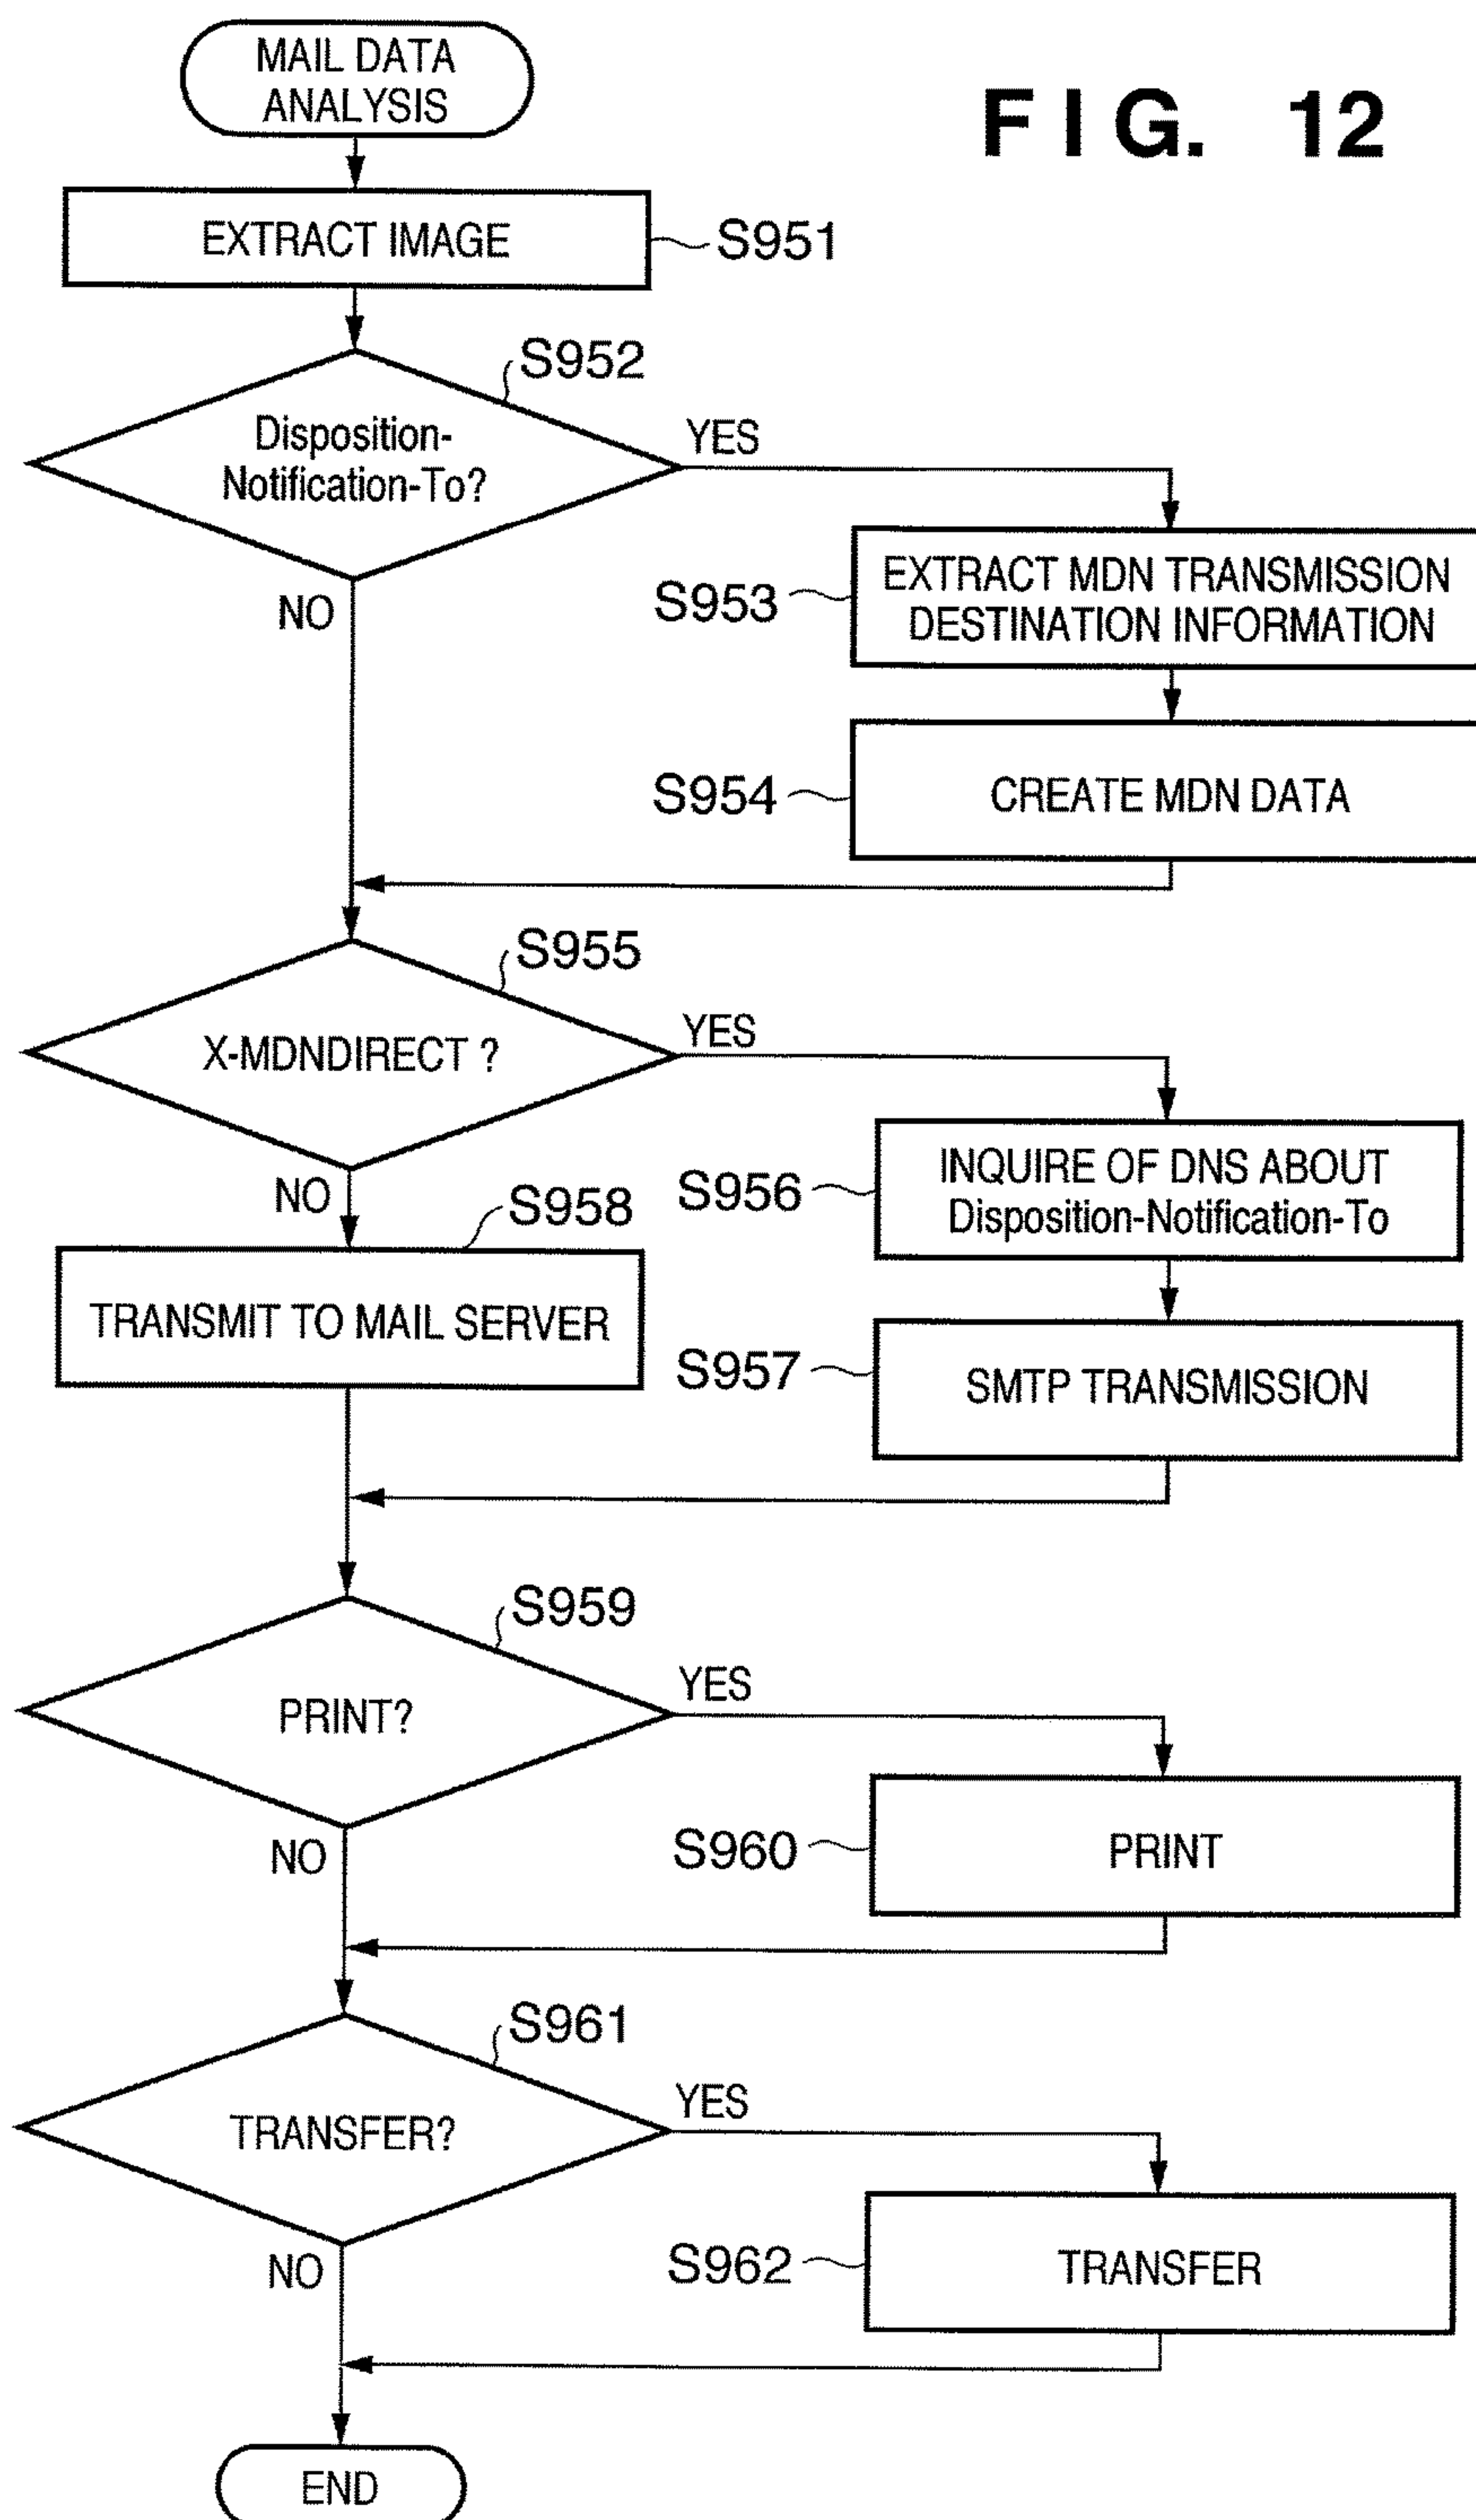 MAIL DATA
ANALYSIS
FIG. 12
EXTRACT IMAGE
S951
S952
Disposition-
Notification-To?
YES
NO
S953
EXTRACT MDN TRANSMISSION
DESTINATION INFORMATION
S954
CREATE MDN DATA
S955
X-MDNDIRECT ?
YES
NO
S956
INQUIRE OF DNS ABOUT
Disposition-Notification-To
S958
TRANSMIT TO MAIL SERVER
S957
SMTP TRANSMISSION
S959
PRINT?
YES
NO
S960
PRINT
S961
TRANSFER?
YES
NO
S962
TRANSFER
END